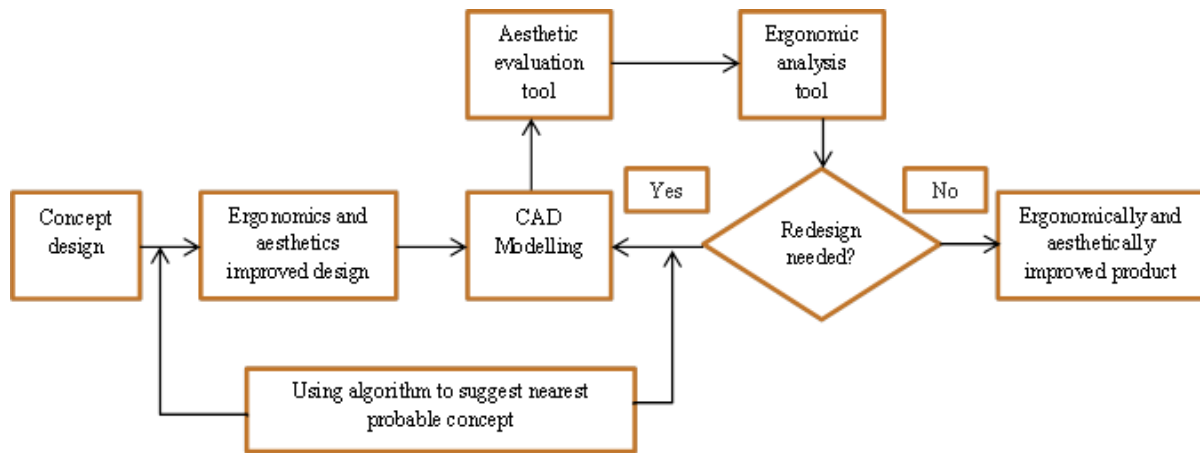 Aesthetic
evaluation
tool
Ergonomic
analysis
tool
Concept
design
Ergonomics and
aesthetics
improved design
CAD
Modelling
Yes
Redesign
needed?
No
Ergonomically and
aesthetically
improved product
Using algorithm to suggest nearest
probable concept